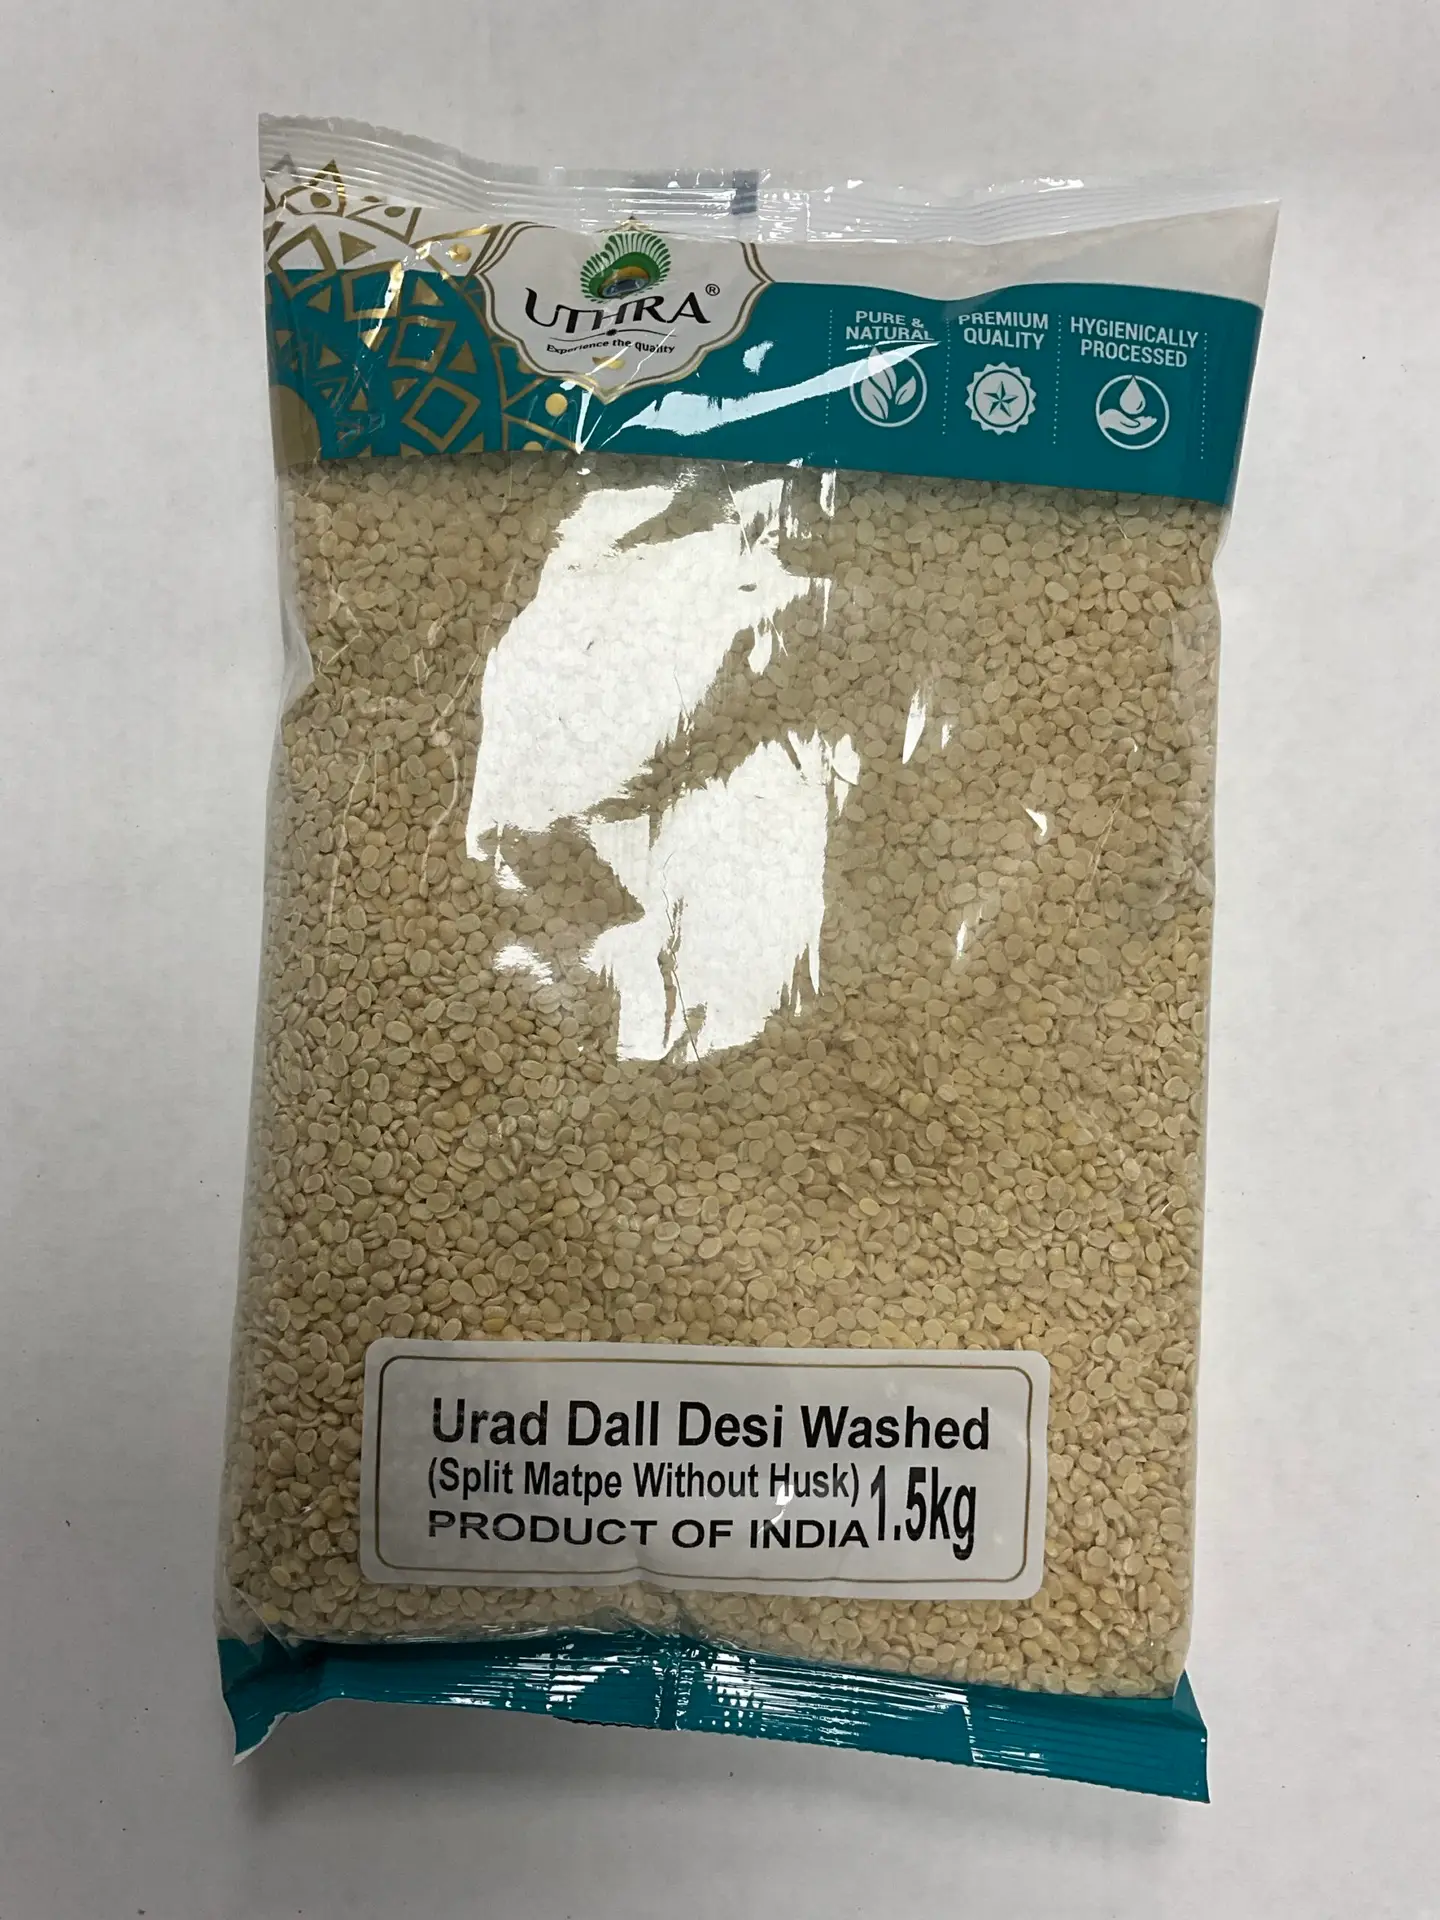 UTHRA®
Experience the quality
PURE &
NATURAL
PREMIUM
QUALITY
HYGIENICALLY
PROCESSED
Urad Dall Desi Washed
(Split Matpe Without Husk) 1.5kg
PRODUCT OF INDIA